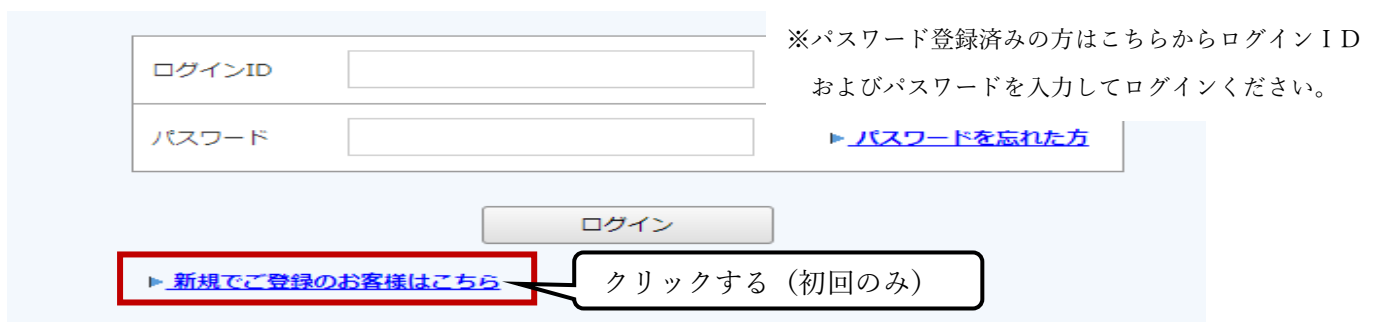 ※パスワード登録済みの方はこちらからログインＩＤ
およびパスワードを入力してログインください。
ログインID
パスワード
パスワードを忘れた方
ログイン
新規でご登録のお客様はこちら
クリックする（初回のみ）